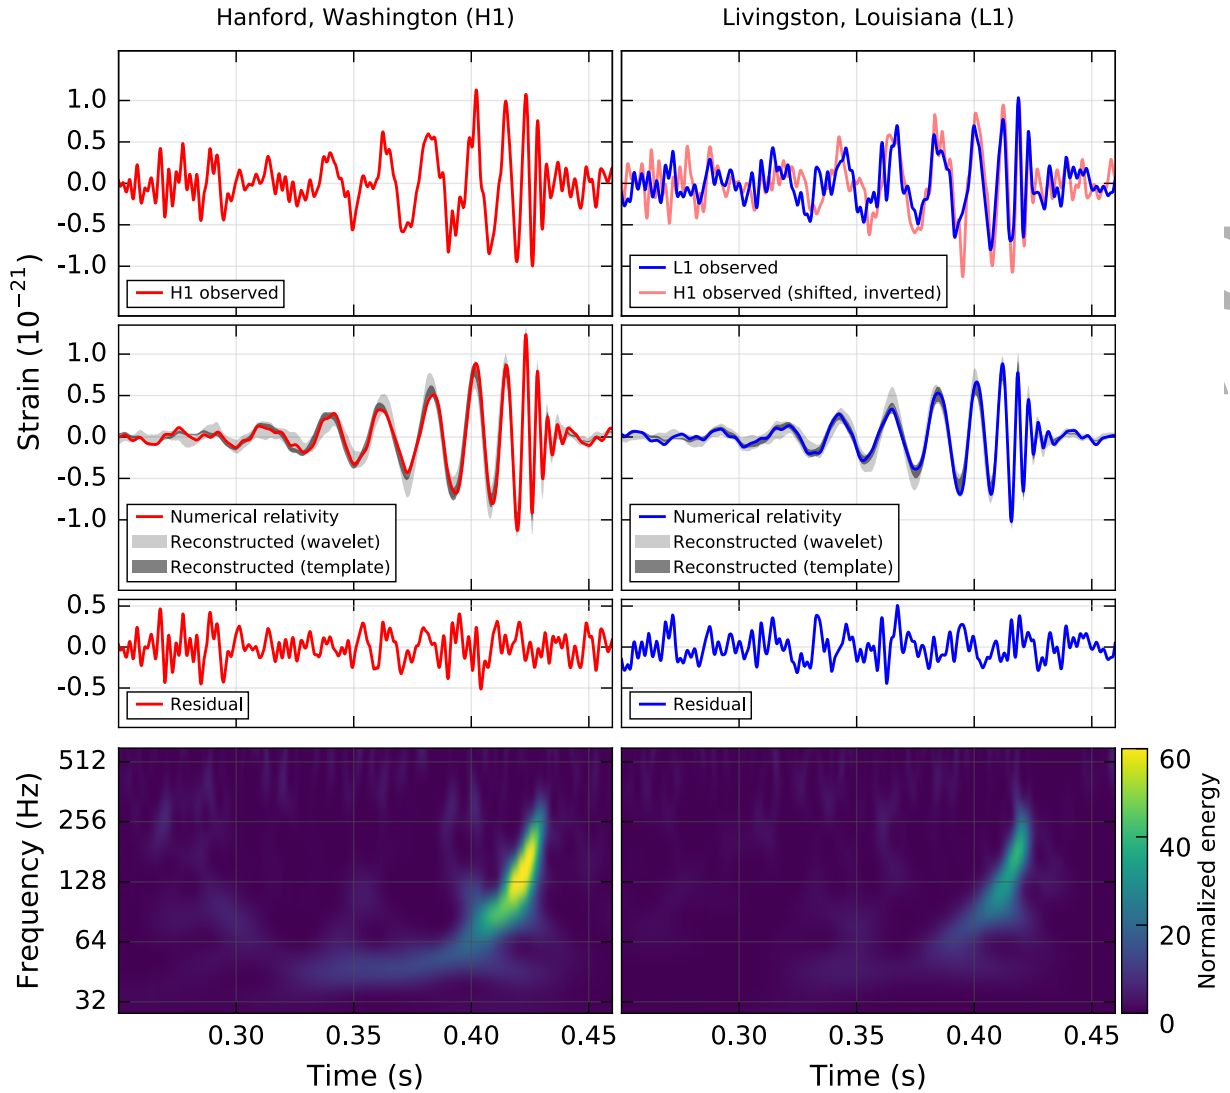 Hanford, Washington (H1)
Livingston, Louisiana (L1)
Strain (10⁻²¹)
1.0
0.5
0.0
-0.5
-1.0
H1 observed
L1 observed
H1 observed (shifted, inverted)
1.0
0.5
0.0
-0.5
-1.0
Numerical relativity
Reconstructed (wavelet)
Reconstructed (template)
Numerical relativity
Reconstructed (wavelet)
Reconstructed (template)
0.5
0.0
-0.5
Residual
Residual
Frequency (Hz)
512
256
128
64
32
0.30
0.35
0.40
0.45
Time (s)
0.30
0.35
0.40
0.45
Time (s)
60
40
20
0
Normalized energy